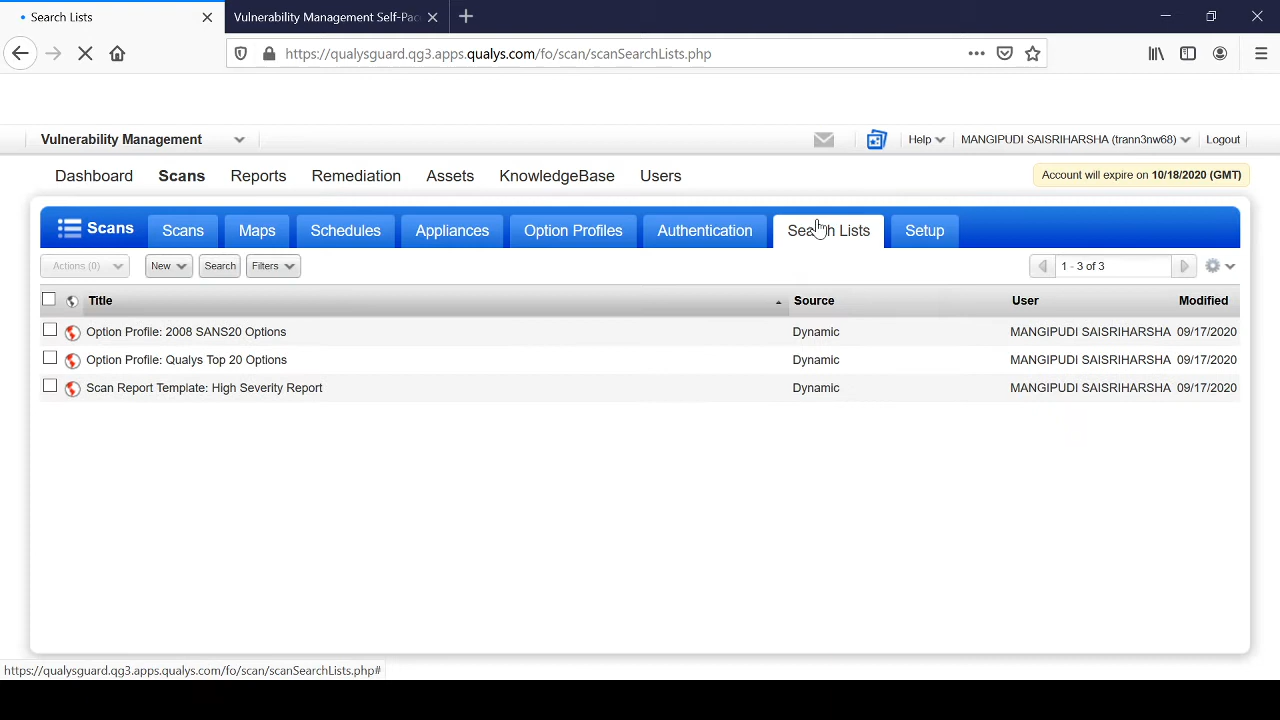 Search Lists
Vulnerability Management Self-Pac
https://qualysguard.qg3.apps.qualys.com/fo/scan/scanSearchLists.php
Vulnerability Management
Help
MANGIPUDI SAISRIHARSHA (trann3nw68)
Logout
Dashboard Scans Reports Remediation Assets KnowledgeBase Users
Account will expire on 10/18/2020 (GMT)
Scans Scans Maps Schedules Appliances Option Profiles Authentication Search Lists Setup
Actions (0) New Search Filters 1 - 3 of 3
Title Source User Modified
Option Profile: 2008 SANS20 Options Dynamic MANGIPUDI SAISRIHARSHA 09/17/2020
Option Profile: Qualys Top 20 Options Dynamic MANGIPUDI SAISRIHARSHA 09/17/2020
Scan Report Template: High Severity Report Dynamic MANGIPUDI SAISRIHARSHA 09/17/2020
https://qualysguard.qg3.apps.qualys.com/fo/scan/scanSearchLists.php#